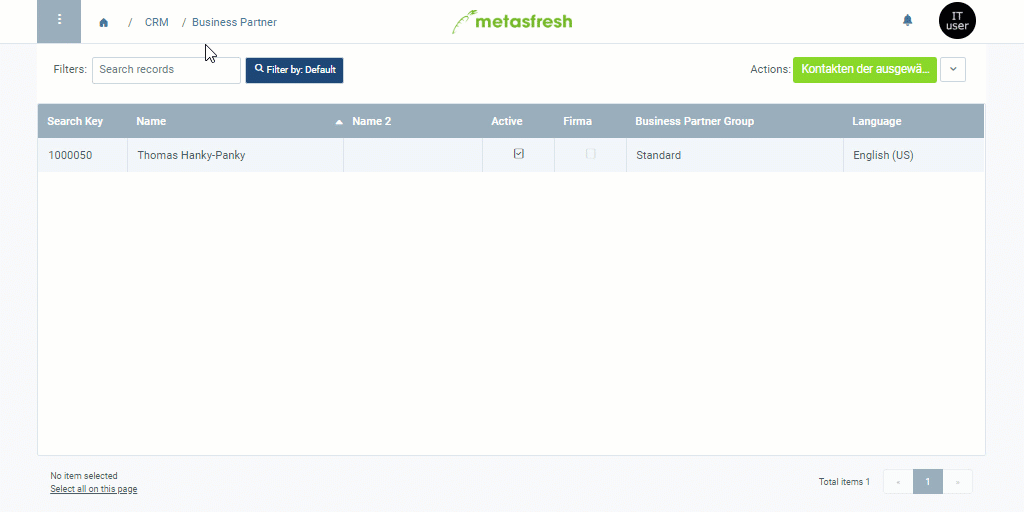 / CRM / Business Partner
metasfresh
IT
user
Filters: Search records Filter by: Default Actions: Kontakten der ausgewä...
Search Key Name Name 2 Active Firma Business Partner Group Language
1000050 Thomas Hanky-Panky Standard English (US)
No item selected
Select all on this page
Total items 1 « 1 »